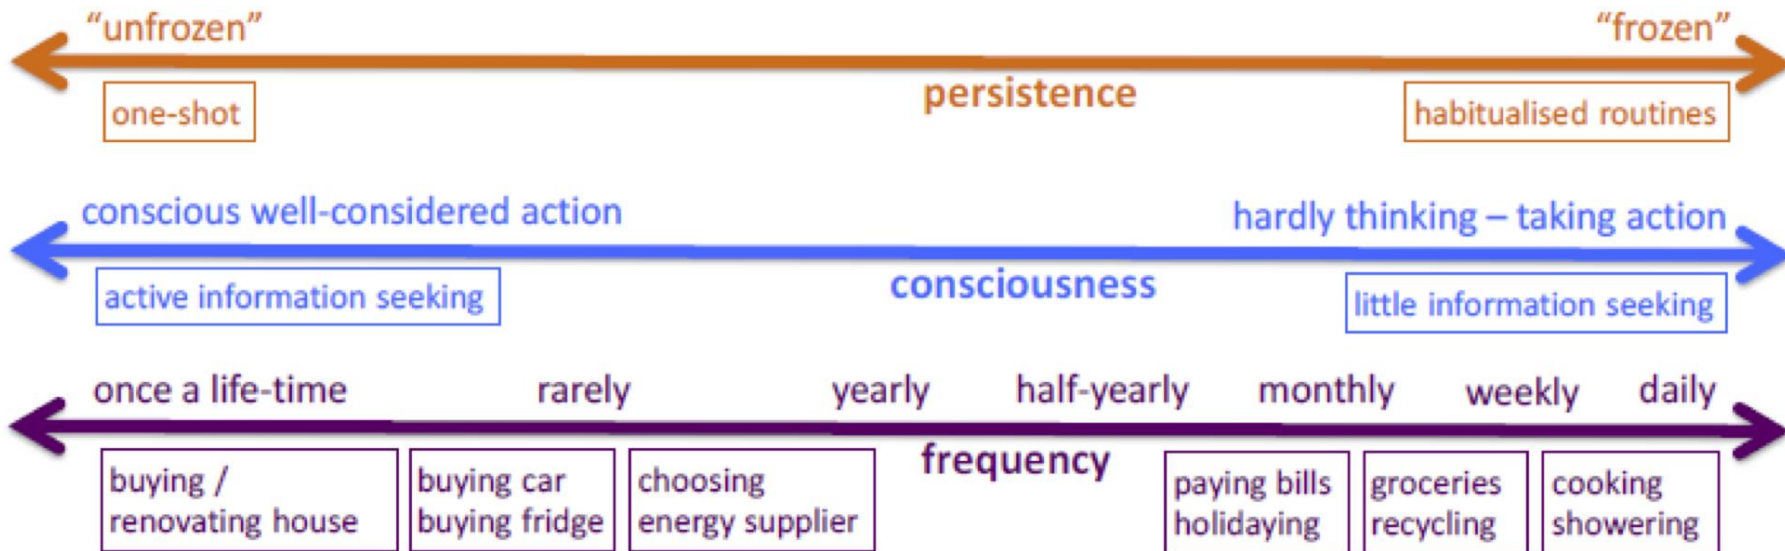 “unfrozen” “frozen”
persistence
one-shot habitualised routines
conscious well-considered action hardly thinking – taking action
consciousness
active information seeking little information seeking
once a life-time rarely yearly half-yearly monthly weekly daily
frequency
buying / buying car choosing paying bills groceries cooking
renovating house buying fridge energy supplier holidaying recycling showering